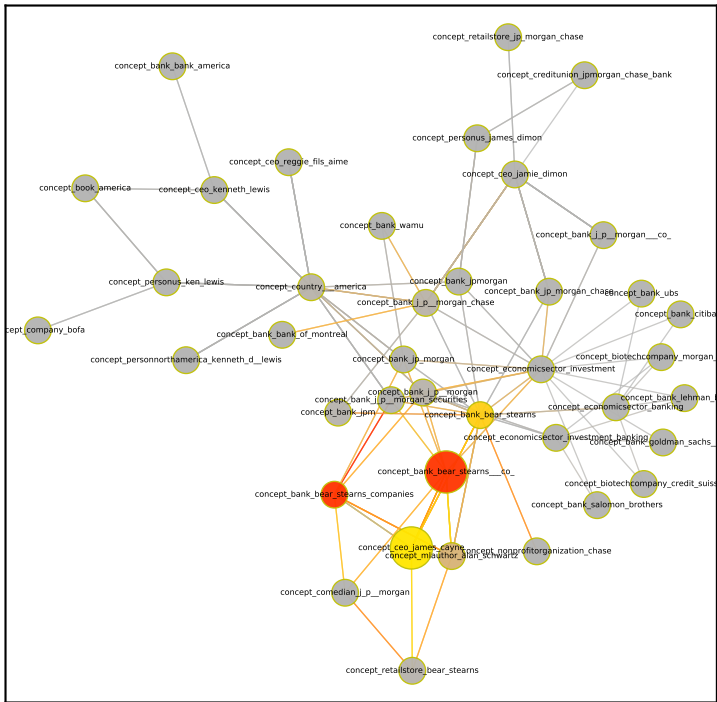 concept_retailstore_jp_morgan_chase
concept_bank_bank_america
concept_creditunion_jpmorgan_chase_bank
concept_personus_james_dimon
concept_ceo_reggie_fils_aime
concept_ceo_jamie_dimon
concept_book_america
concept_ceo_kenneth_lewis
concept_bank_wamu
concept_bank_j_p__morgan___co_
concept_personus_ken_lewis
concept_country__america
concept_bank_jpmorgan
concept_bank_jp_morgan_chase
concept_bank_ubs
concept_bank_j_p__morgan_chase
concept_bank_citiba
cept_company_bofa
concept_bank_bank_of_montreal
concept_personnorthamerica_kenneth_d__lewis
concept_bank_jp_morgan
concept_biotechcompany_morgan_
concept_economicsector_investment
concept_bank_j_p__morgan
concept_bank_j_p__morgan_securities
concept_bank_lehman_
concept_bank_jpm
concept_bank_bear_stearns
concept_economicsector_banking
concept_economicsector_investment_banking
concept_bank_goldman_sachs_
concept_bank_bear_stearns___co_
concept_biotechcompany_credit_suiss
concept_bank_bear_stearns_companies
concept_bank_salomon_brothers
concept_ceo_james_cayne
concept_nonprofitorganization_chase
concept_mlauthor_alan_schwartz
concept_comedian_j_p__morgan
concept_retailstore_bear_stearns